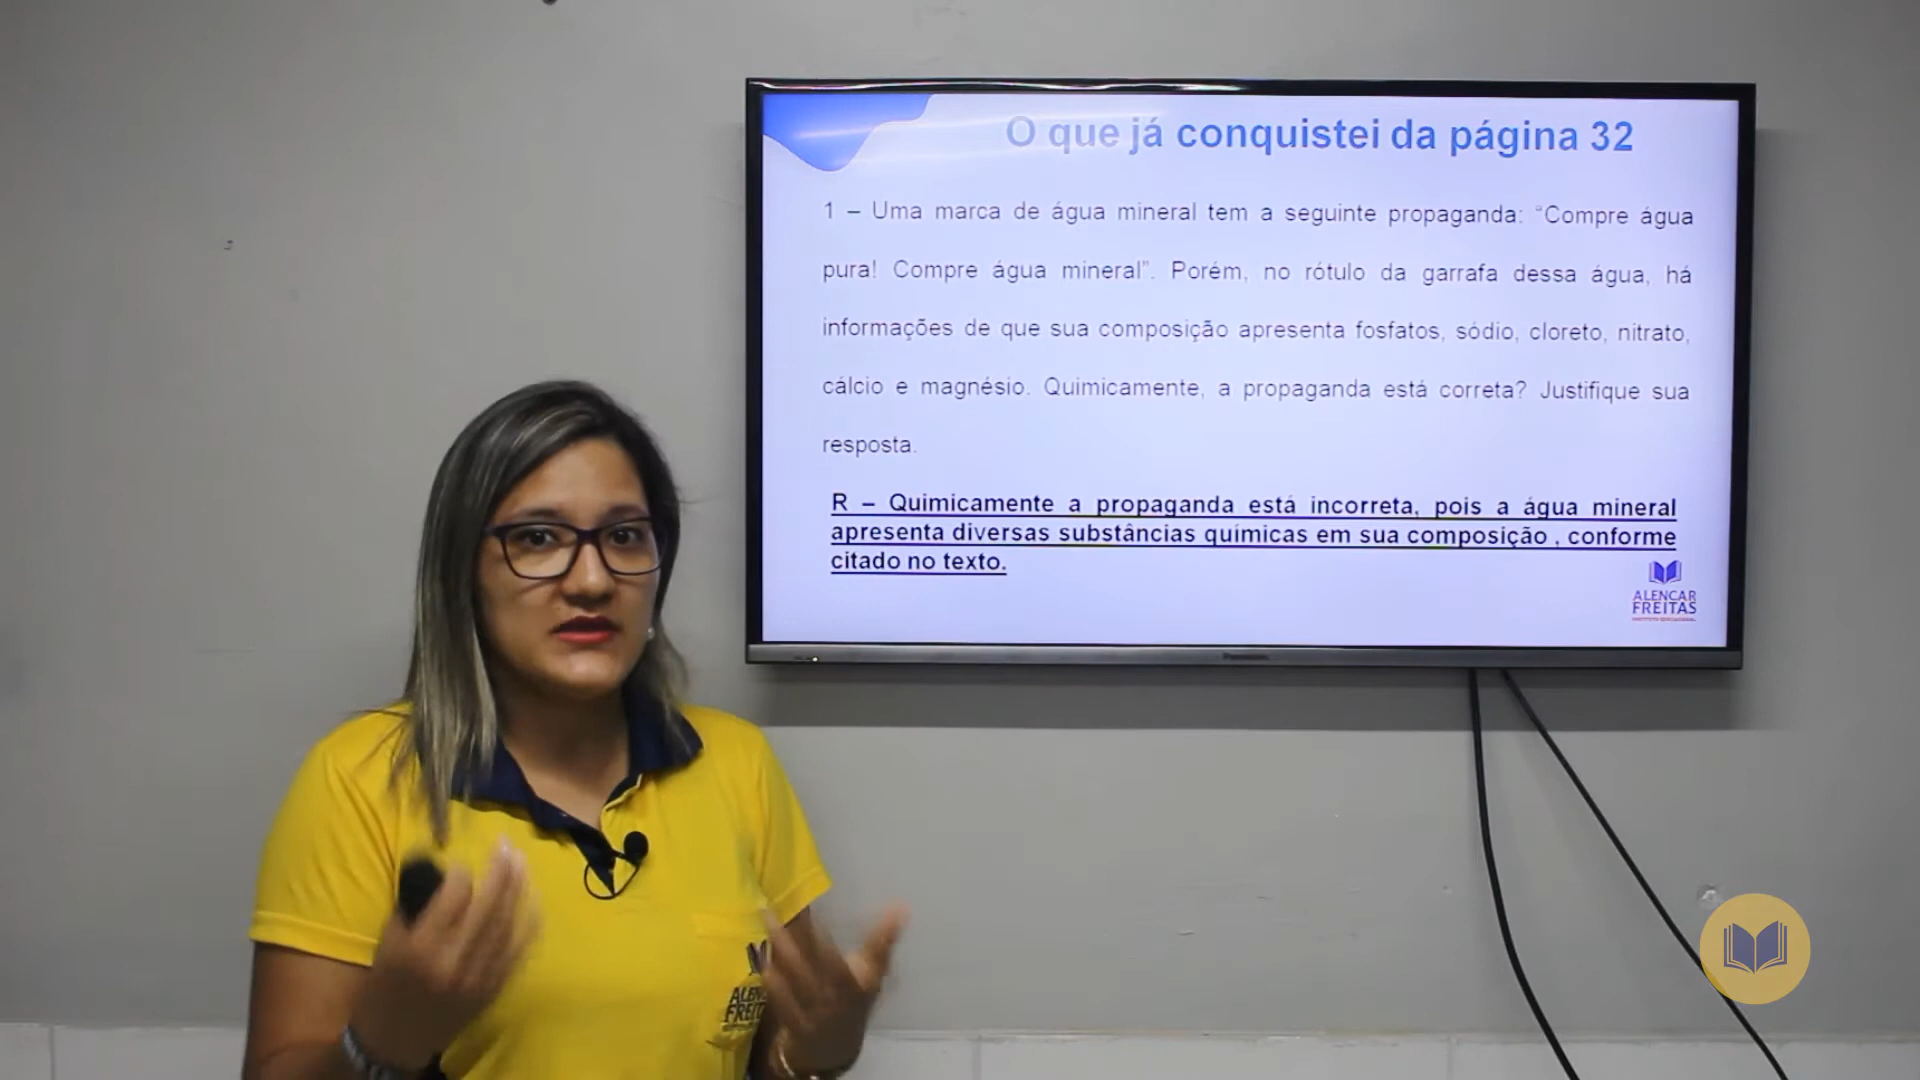 O que já conquistei da página 32
1 – Uma marca de água mineral tem a seguinte propaganda: “Compre água
pura! Compre água mineral”. Porém, no rótulo da garrafa dessa água, há
informações de que sua composição apresenta fosfatos, sódio, cloreto, nitrato,
cálcio e magnésio. Quimicamente, a propaganda está correta? Justifique sua
resposta.
R – Quimicamente a propaganda está incorreta, pois a água mineral
apresenta diversas substâncias químicas em sua composição , conforme
citado no texto.
ALENCAR
FREITAS
Panasonic